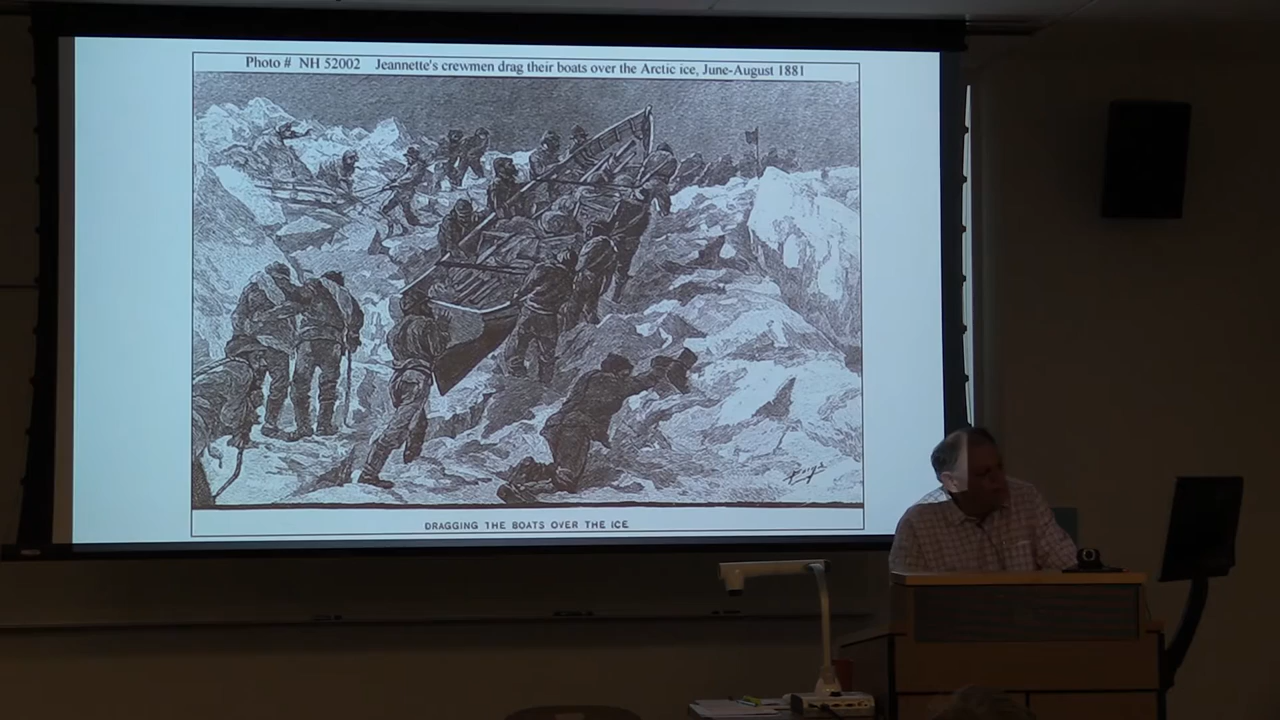 Photo # NH 52002 Jeannette's crewmen drag their boats over the Arctic ice, June-August 1881
DRAGGING THE BOATS OVER THE ICE